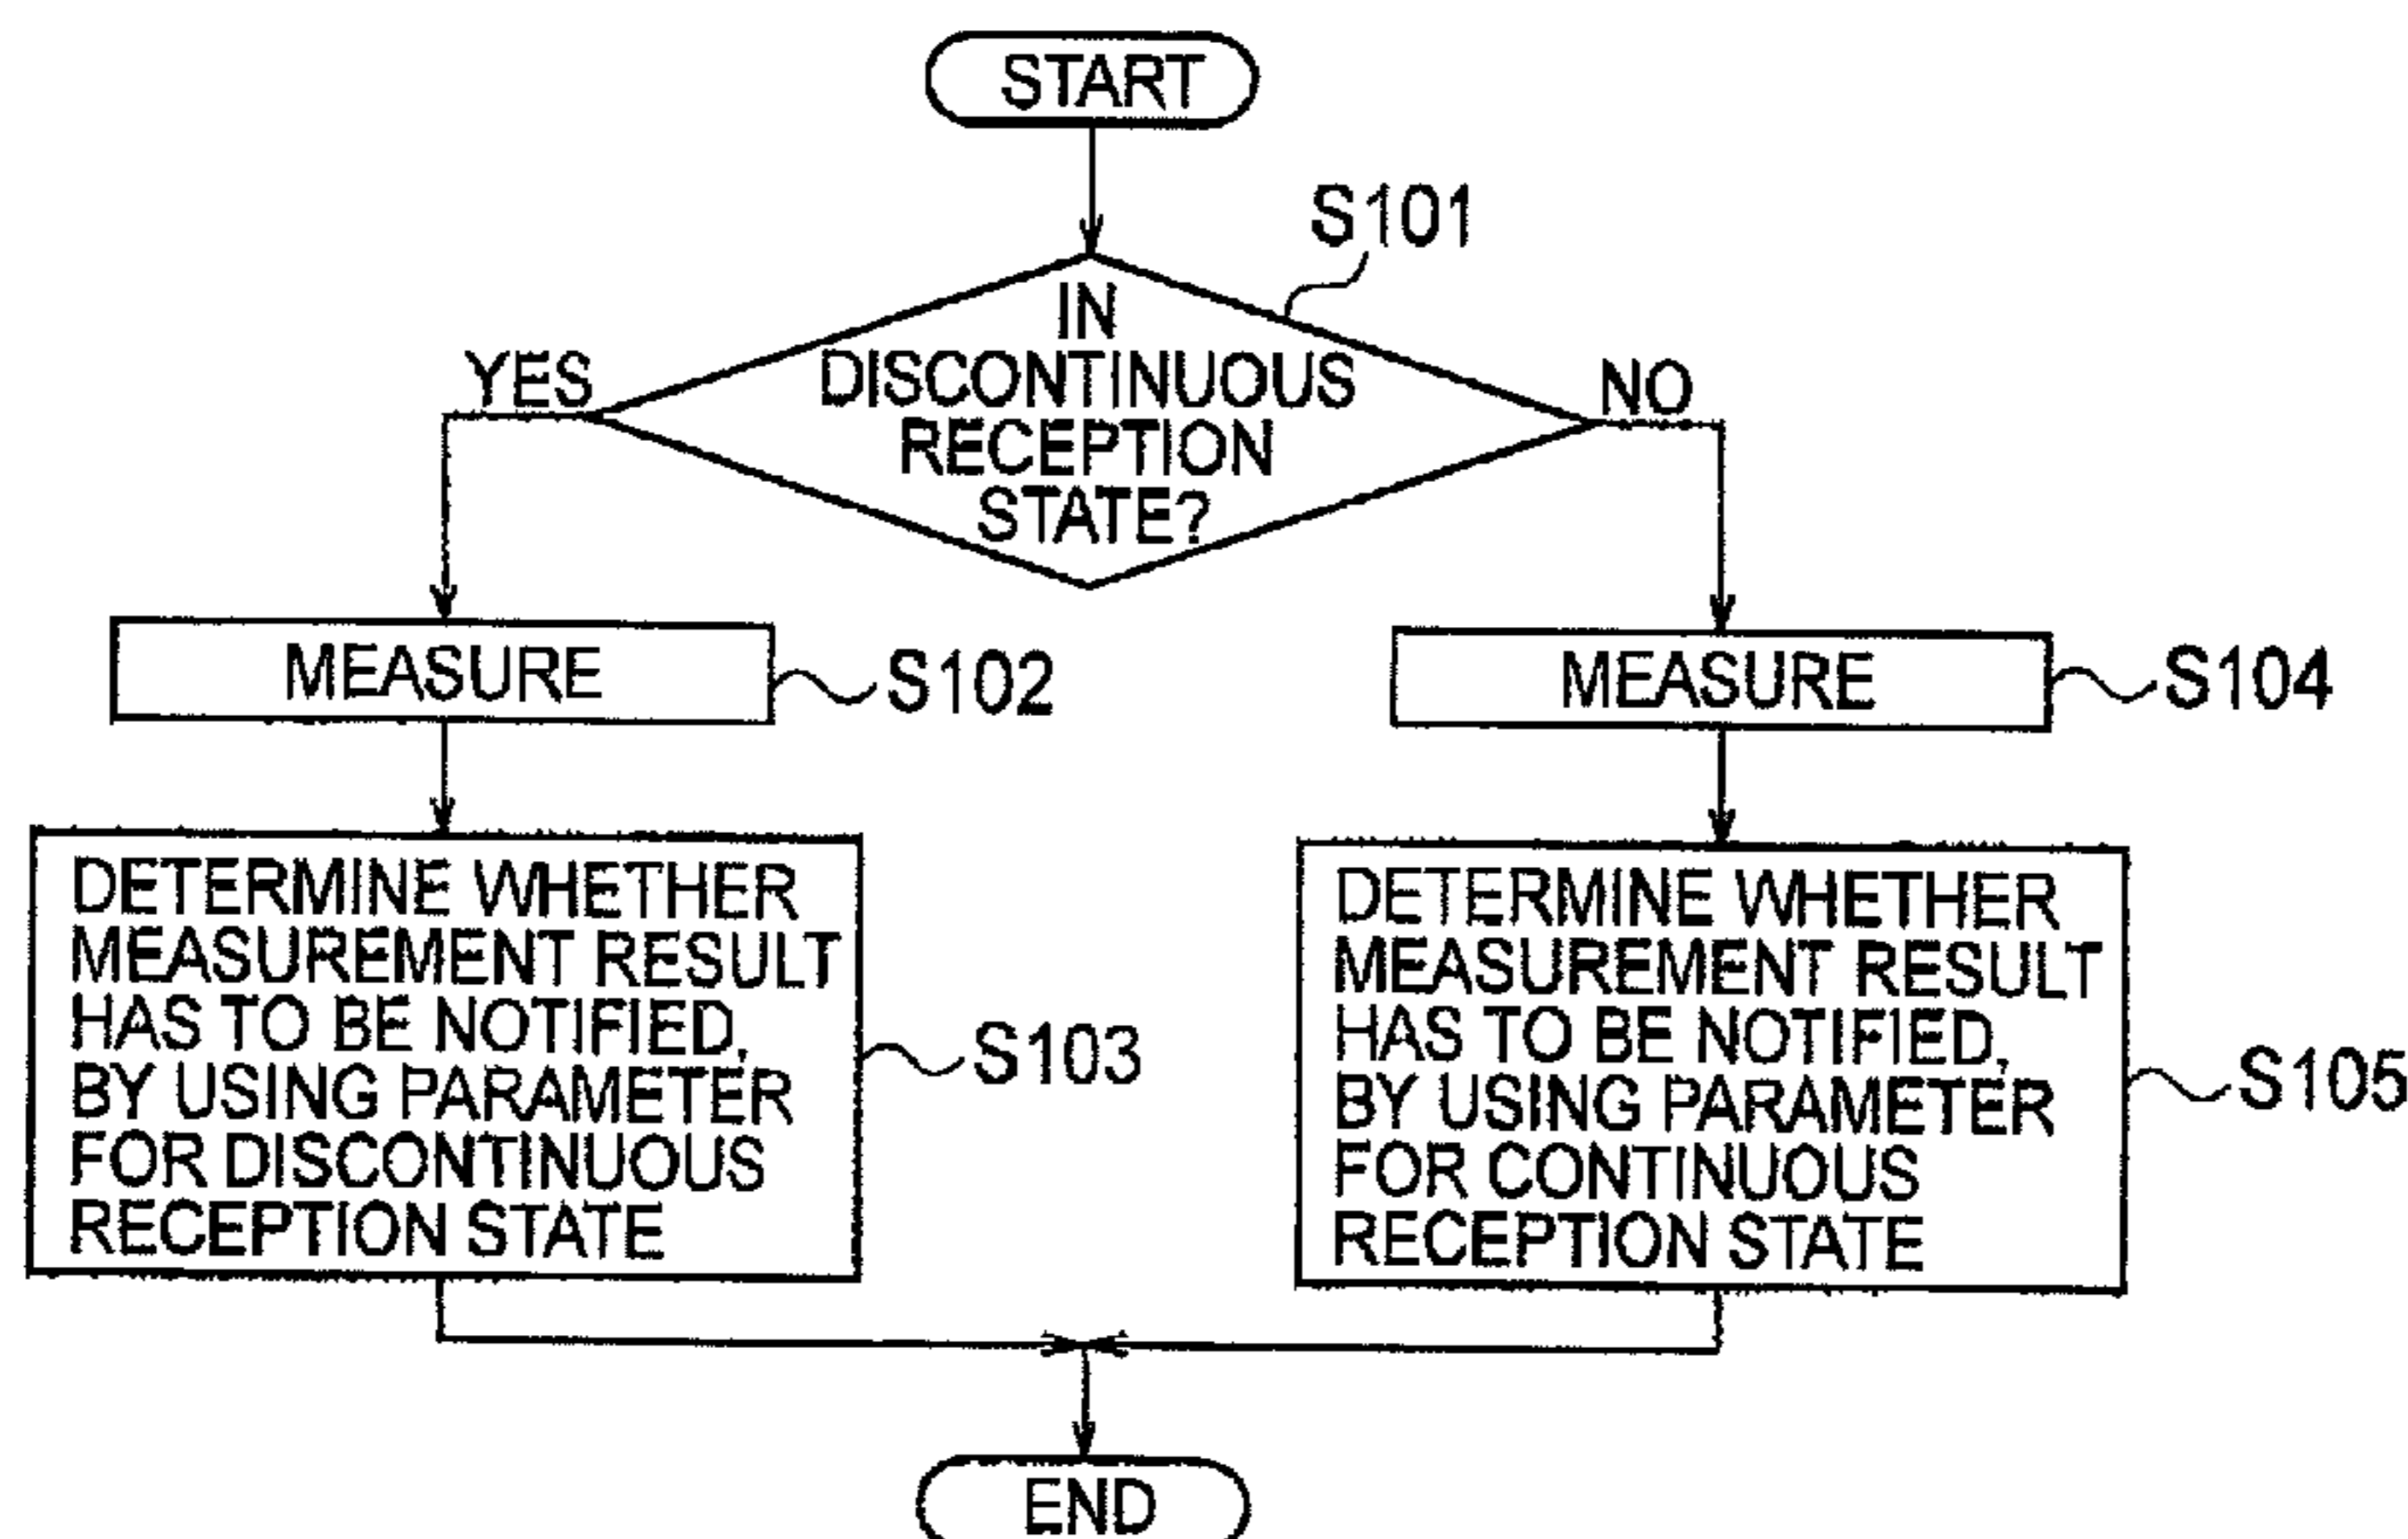 START
S101
IN
DISCONTINUOUS
RECEPTION
STATE?
YES
NO
MEASURE
S102
MEASURE
S104
DETERMINE WHETHER
MEASUREMENT RESULT
HAS TO BE NOTIFIED,
BY USING PARAMETER
FOR DISCONTINUOUS
RECEPTION STATE
S103
DETERMINE WHETHER
MEASUREMENT RESULT
HAS TO BE NOTIFIED,
BY USING PARAMETER
FOR CONTINUOUS
RECEPTION STATE
S105
END